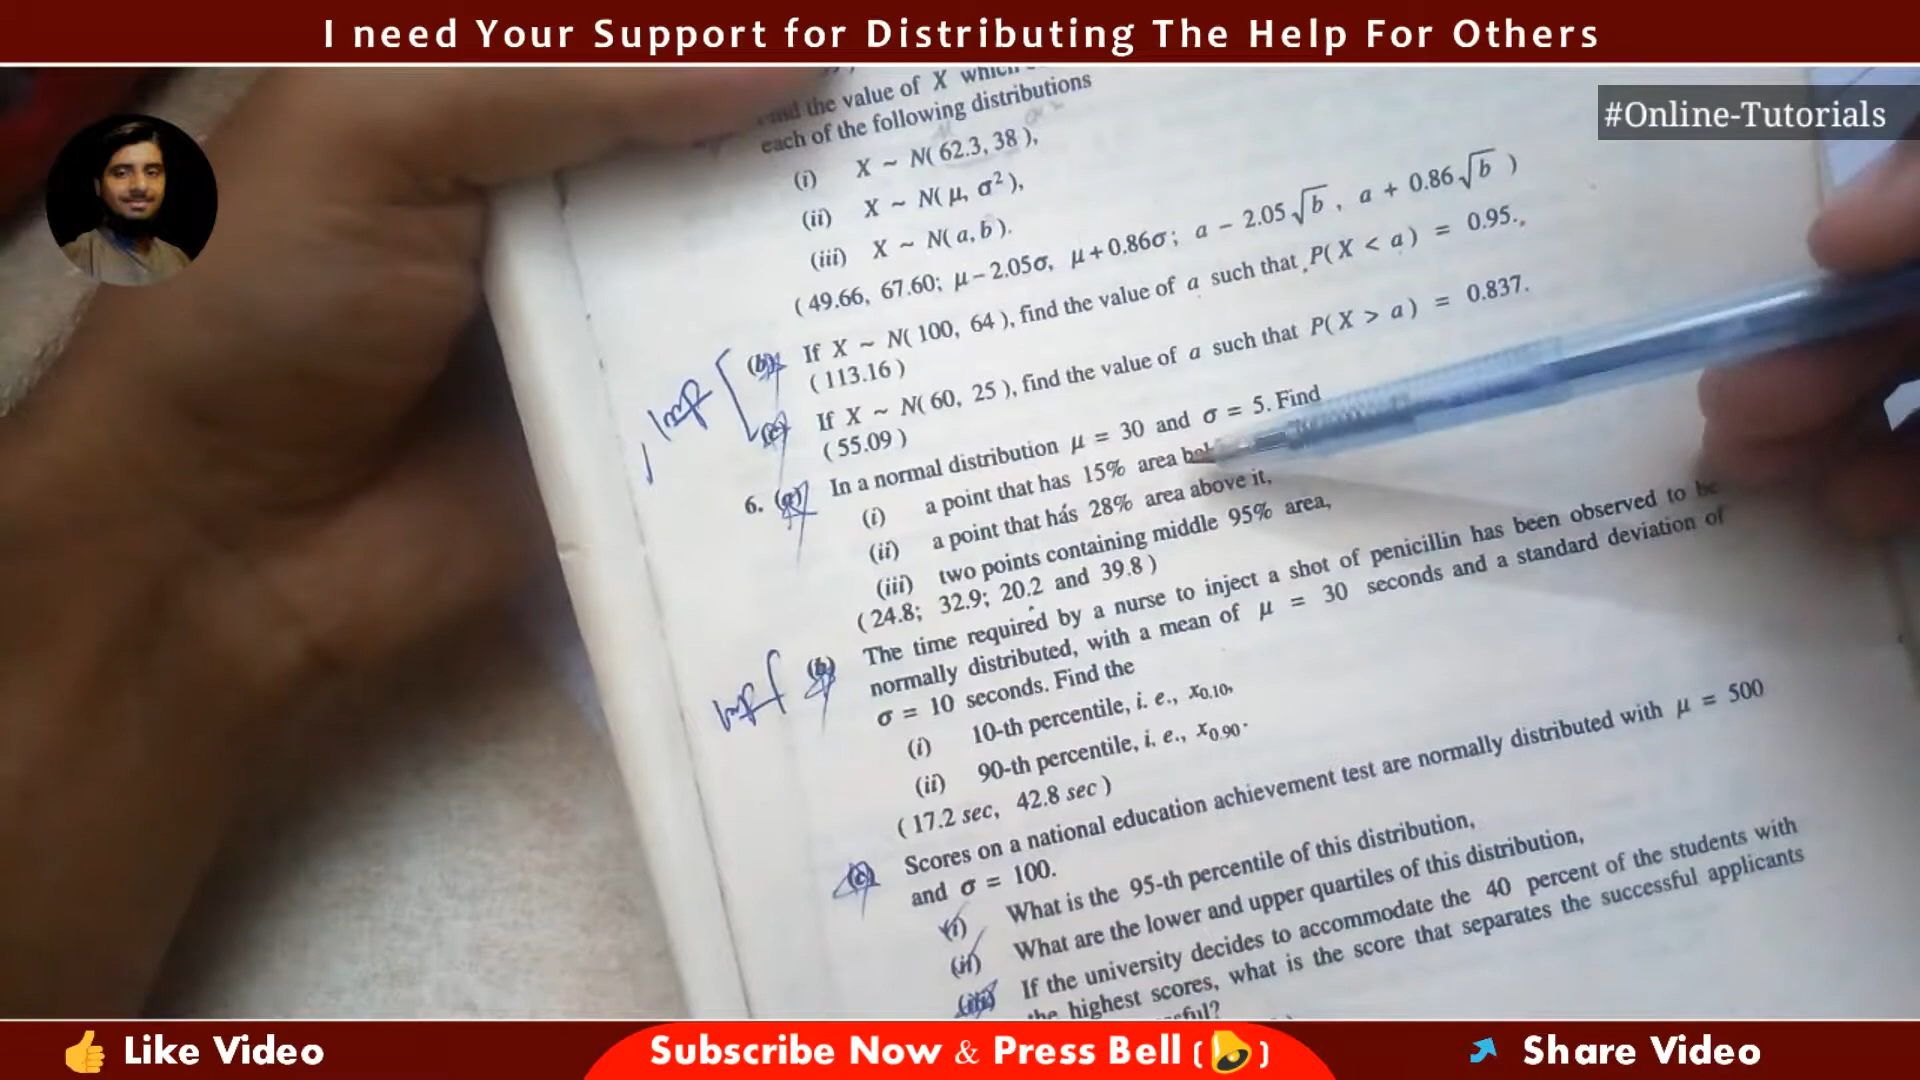 I need Your Support for Distributing The Help For Others
#Online-Tutorials
the value of X which
each of the following distributions
(i) X ~ N( 62.3, 38 ),
(ii) X ~ N( μ, σ² ),
(iii) X ~ N( a, b ).
( 49.66, 67.60; μ − 2.05σ, μ + 0.86σ ; a − 2.05 √b , a + 0.86 √b )
(b) If X ~ N( 100, 64 ), find the value of a such that P( X < a ) = 0.95.
( 113.16 )
(c) If X ~ N( 60, 25 ), find the value of a such that P( X > a ) = 0.837.
( 55.09 )
Imp
6. (a) In a normal distribution μ = 30 and σ = 5. Find
(i) a point that has 15% area
(ii) a point that has 28% area above it,
(iii) two points containing middle 95% area,
( 24.8; 32.9; 20.2 and 39.8 )
Imp
(b) The time required by a nurse to inject a shot of penicillin has been observed to be
normally distributed, with a mean of μ = 30 seconds and a standard deviation of
σ = 10 seconds. Find the
(i) 10-th percentile, i. e., x0.10,
(ii) 90-th percentile, i. e., x0.90.
( 17.2 sec, 42.8 sec )
(c) Scores on a national education achievement test are normally distributed with μ = 500
and σ = 100.
(i) What is the 95-th percentile of this distribution,
(ii) What are the lower and upper quartiles of this distribution,
(iii) If the university decides to accommodate the 40 percent of the students with
the highest scores, what is the score that separates the successful applicants
Like Video
Subscribe Now & Press Bell ( )
Share Video